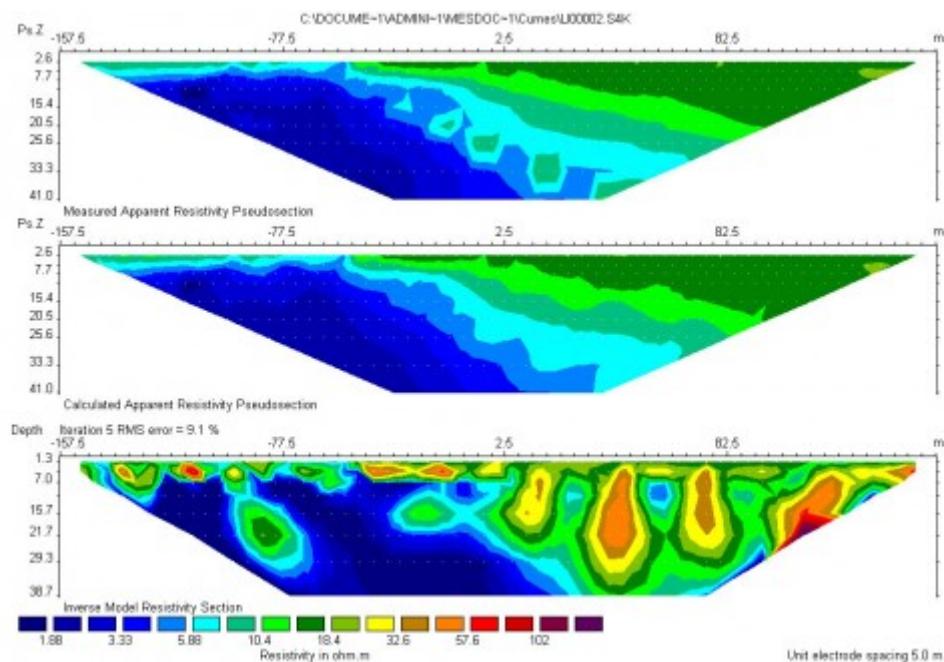 C:\DOCUME~1\ADMINI~1\MESDOC~1\Cumes\LI00002.S4K
Ps.Z -157.5 -77.5 2.5 82.5 m
2.6
7.7
15.4
20.5
25.6
33.3
41.0
Measured Apparent Resistivity Pseudosection
Ps.Z -157.5 -77.5 2.5 82.5 m
2.6
7.7
15.4
20.5
25.6
33.3
41.0
Calculated Apparent Resistivity Pseudosection
Depth Iteration 5 RMS error = 9.1 %
-157.5 -77.5 2.5 82.5 m
1.3
7.0
15.7
21.7
29.3
38.7
Inverse Model Resistivity Section
1.88 3.33 5.88 10.4 18.4 32.6 57.6 102
Resistivity in ohm.m
Unit electrode spacing 5.0 m